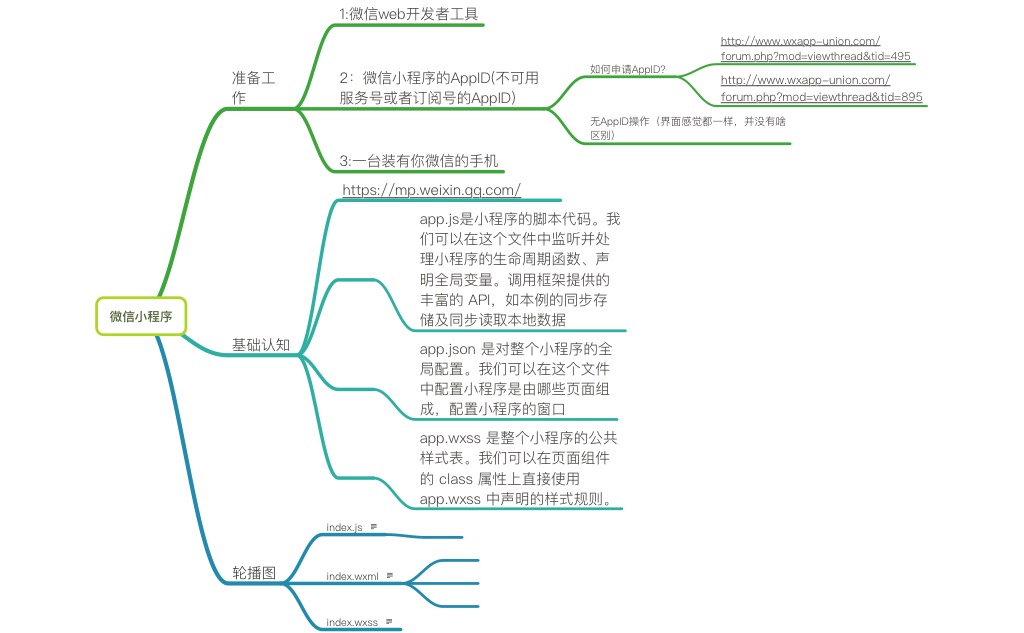 微信小程序
准备工
作
1:微信web开发者工具
2：微信小程序的AppID(不可用
服务号或者订阅号的AppID)
如何申请AppID？
http://www.wxapp-union.com/
forum.php?mod=viewthread&tid=495
http://www.wxapp-union.com/
forum.php?mod=viewthread&tid=895
无AppID操作（界面感觉都一样，并没有啥
区别）
3:一台装有你微信的手机
基础认知
https://mp.weixin.qq.com/
app.js是小程序的脚本代码。我
们可以在这个文件中监听并处
理小程序的生命周期函数、声
明全局变量。调用框架提供的
丰富的 API，如本例的同步存
储及同步读取本地数据
app.json 是对整个小程序的全
局配置。我们可以在这个文件
中配置小程序是由哪些页面组
成，配置小程序的窗口
app.wxss 是整个小程序的公共
样式表。我们可以在页面组件
的 class 属性上直接使用
app.wxss 中声明的样式规则。
轮播图
index.js
index.wxml
index.wxss